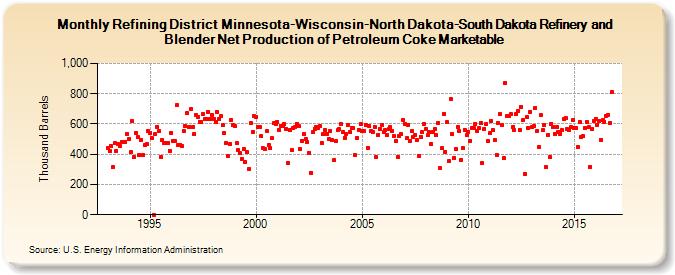 Monthly Refining District Minnesota-Wisconsin-North Dakota-South Dakota Refinery and
Blender Net Production of Petroleum Coke Marketable
Thousand Barrels
1,000
800
600
400
200
0
1995
2000
2005
2010
2015
Source: U.S. Energy Information Administration